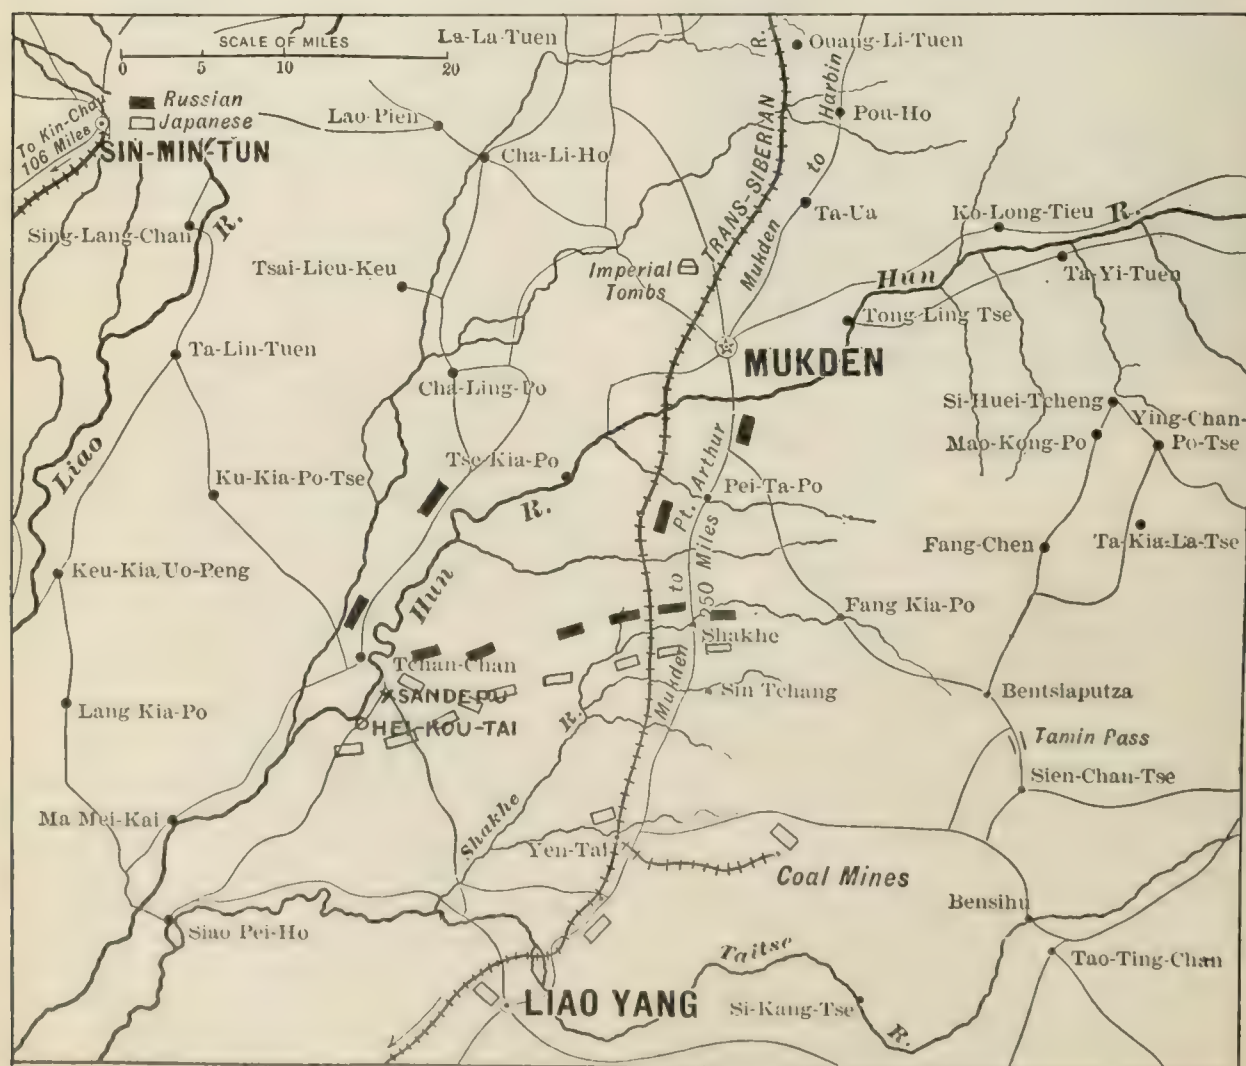 SCALE OF MILES
0 5 10 20
Russian
Japanese
To Kin-Chau
106 Miles
SIN-MIN-TUN
La-La-Tuen
Ouang-Li-Tuen
Lao-Pien
Cha-Li-Ho
Pou-Ho
TRANS-SIBERIAN R.
Mukden to Harbin
Ta-Ua
Ko-Long-Tieu
Sing-Lang-Chan
R.
Tsai-Lieu-Keu
Imperial
Tombs
Hun R.
Ta-Yi-Tuen
Tong-Ling Tse
Ta-Lin-Tuen
MUKDEN
Cha-Ling-Po
Si-Huei-Tcheng
Ying-Chan-
Po-Tse
Mao-Kong-Po
Liao
Tse-Kia-Po
Ku-Kia-Po-Tse
R.
Pei-Ta-Po
Fang-Chen
Ta-Kia-La-Tse
Keu-Kia Uo-Peng
Hun
Mukden to Pt. Arthur
250 Miles
Fang Kia-Po
Shakhe
Tchan-Chan
SANDEPU
Sin Tchang
Bentsiaputza
Lang Kia-Po
HEI-KOU-TAI
R.
Tamin Pass
Sien-Chan-Tse
Ma Mei-Kai
Shakhe
Yen-Tai
Coal Mines
Bensihu
Siao Pei-Ho
Taitse
Tao-Ting-Chan
LIAO YANG
Si-Kang-Tse
R.